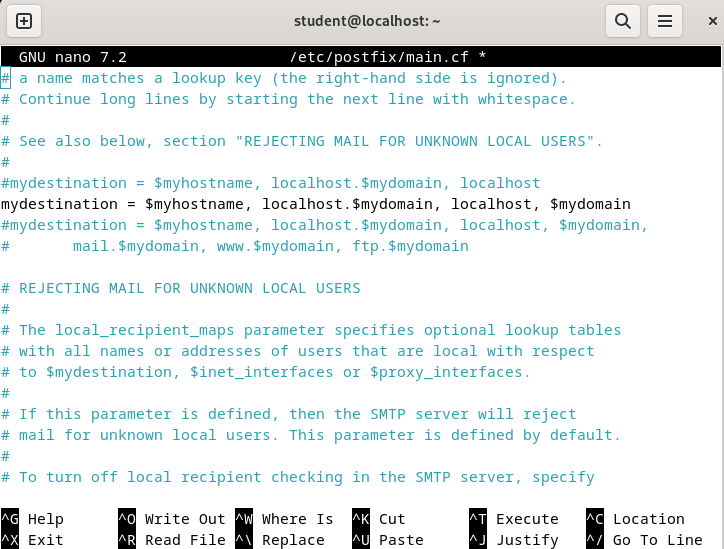 student@localhost: ~
GNU nano 7.2 /etc/postfix/main.cf *
# a name matches a lookup key (the right-hand side is ignored).
# Continue long lines by starting the next line with whitespace.
#
# See also below, section "REJECTING MAIL FOR UNKNOWN LOCAL USERS".
#
#mydestination = $myhostname, localhost.$mydomain, localhost
mydestination = $myhostname, localhost.$mydomain, localhost, $mydomain
#mydestination = $myhostname, localhost.$mydomain, localhost, $mydomain,
#       mail.$mydomain, www.$mydomain, ftp.$mydomain

# REJECTING MAIL FOR UNKNOWN LOCAL USERS
#
# The local_recipient_maps parameter specifies optional lookup tables
# with all names or addresses of users that are local with respect
# to $mydestination, $inet_interfaces or $proxy_interfaces.
#
# If this parameter is defined, then the SMTP server will reject
# mail for unknown local users. This parameter is defined by default.
#
# To turn off local recipient checking in the SMTP server, specify
^G Help ^O Write Out ^W Where Is ^K Cut ^T Execute ^C Location
^X Exit ^R Read File ^\ Replace ^U Paste ^J Justify ^/ Go To Line